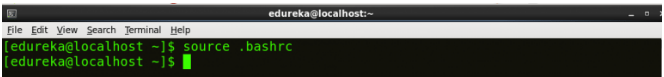 edureka@localhost:~
File Edit View Search Terminal Help
[edureka@localhost ~]$ source .bashrc
[edureka@localhost ~]$